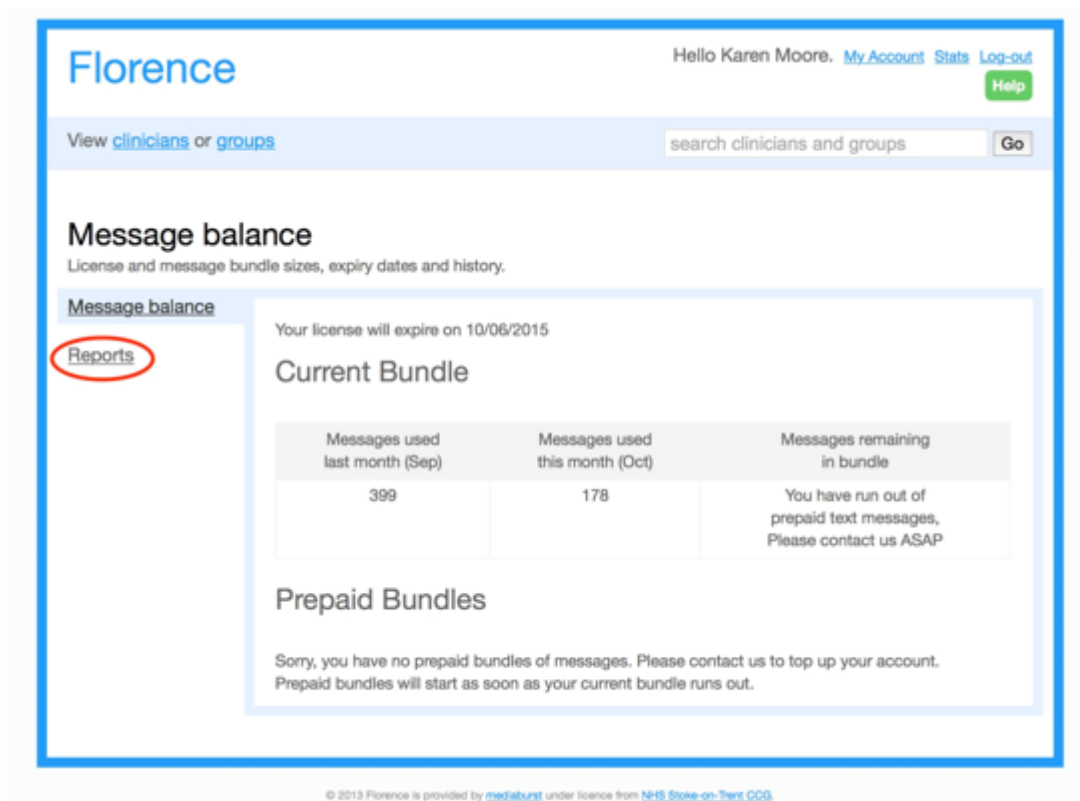 Florence
Hello Karen Moore. My Account Stats Log-out
Help
View clinicians or groups
search clinicians and groups Go
Message balance
License and message bundle sizes, expiry dates and history.
Message balance
Reports
Your license will expire on 10/06/2015
Current Bundle
Messages used last month (Sep)
Messages used this month (Oct)
Messages remaining in bundle
399
178
You have run out of
prepaid text messages,
Please contact us ASAP
Prepaid Bundles
Sorry, you have no prepaid bundles of messages. Please contact us to top up your account.
Prepaid bundles will start as soon as your current bundle runs out.
© 2013 Florence is provided by mediaburst under licence from NHS Stoke-on-Trent CCG.